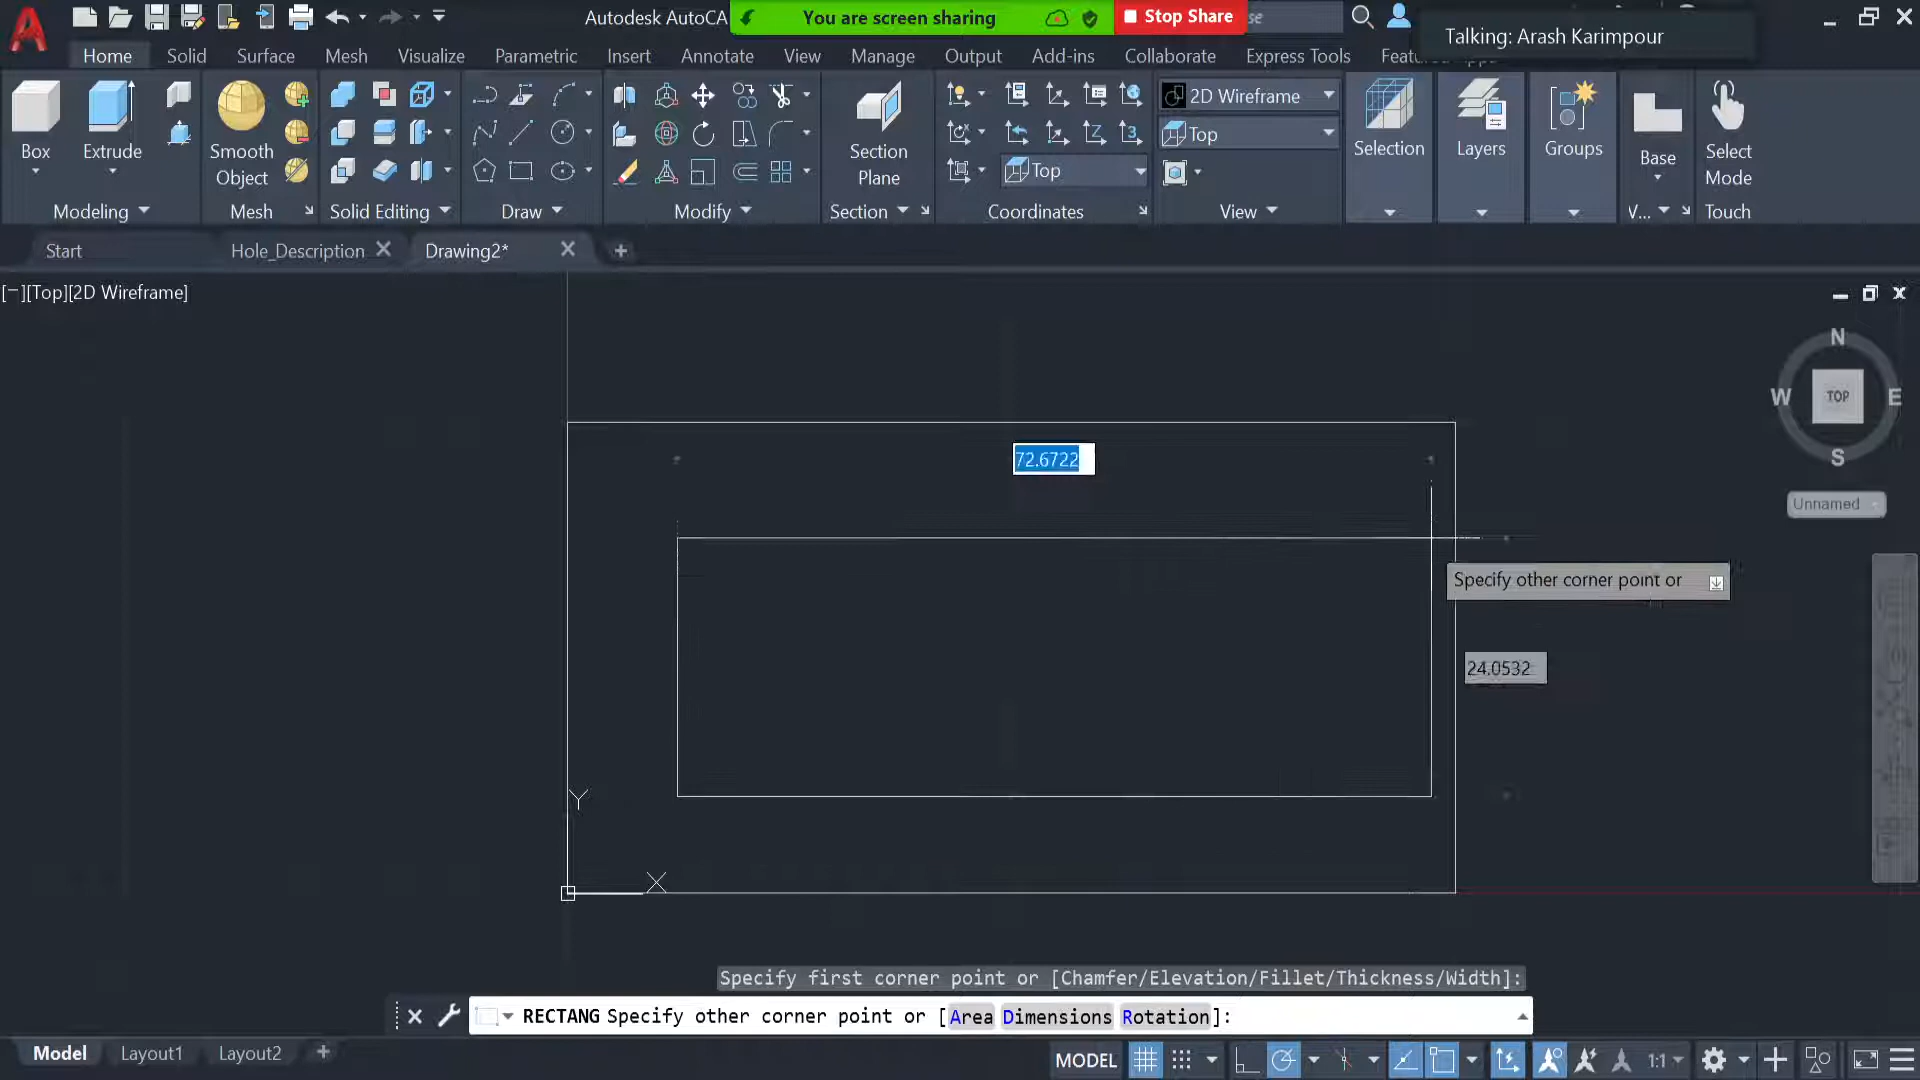 Autodesk AutoCA
You are screen sharing
Stop Share
se
Talking: Arash Karimpour
Home Solid Surface Mesh Visualize Parametric Insert Annotate View Manage Output Add-ins Collaborate Express Tools
Box
Extrude
Smooth
Object
Section
Plane
2D Wireframe
Top
Top
Selection
Layers
Groups
Base
Select
Mode
Modeling Mesh Solid Editing Draw Modify Section Coordinates View V... Touch
Start Hole_Description Drawing2*
[−][Top][2D Wireframe]
N
W TOP E
S
Unnamed
72.6722
Specify other corner point or
24.0532
Y
X
Specify first corner point or [Chamfer/Elevation/Fillet/Thickness/Width]:
RECTANG Specify other corner point or [Area Dimensions Rotation]:
Model Layout1 Layout2
MODEL 1:1